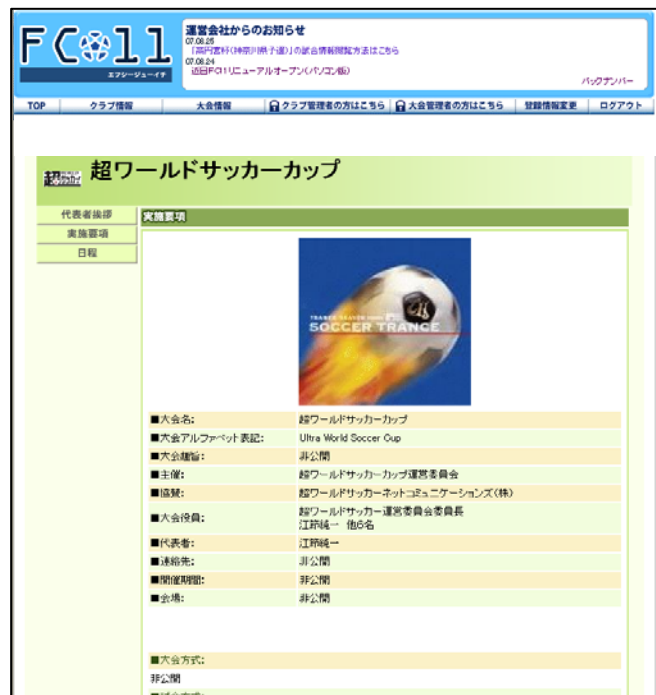 FC11
エフシージューイチ
運営会社からのお知らせ
07.08.25
「高円宮杯(神奈川県予選)」の試合情報閲覧方法はこちら
07.08.24
近日FC11リニューアルオープン(パソコン版)
バックナンバー
TOP クラブ情報 大会情報 クラブ管理者の方はこちら 大会管理者の方はこちら 登録情報変更 ログアウト
超ワールドサッカーカップ
代表者挨拶
実施要項
日程
実施要項
SOCCER TRANCE
■大会名: 超ワールドサッカーカップ
■大会アルファベット表記: Ultra World Soccer Cup
■大会趣旨: 非公開
■主催: 超ワールドサッカーカップ運営委員会
■協賛: 超ワールドサッカーネットコミュニケーションズ(株)
■大会役員: 超ワールドサッカー運営委員会委員長
江節純一 他6名
■代表者: 江節純一
■連絡先: 非公開
■開催期間: 非公開
■会場: 非公開
■大会方式:
非公開